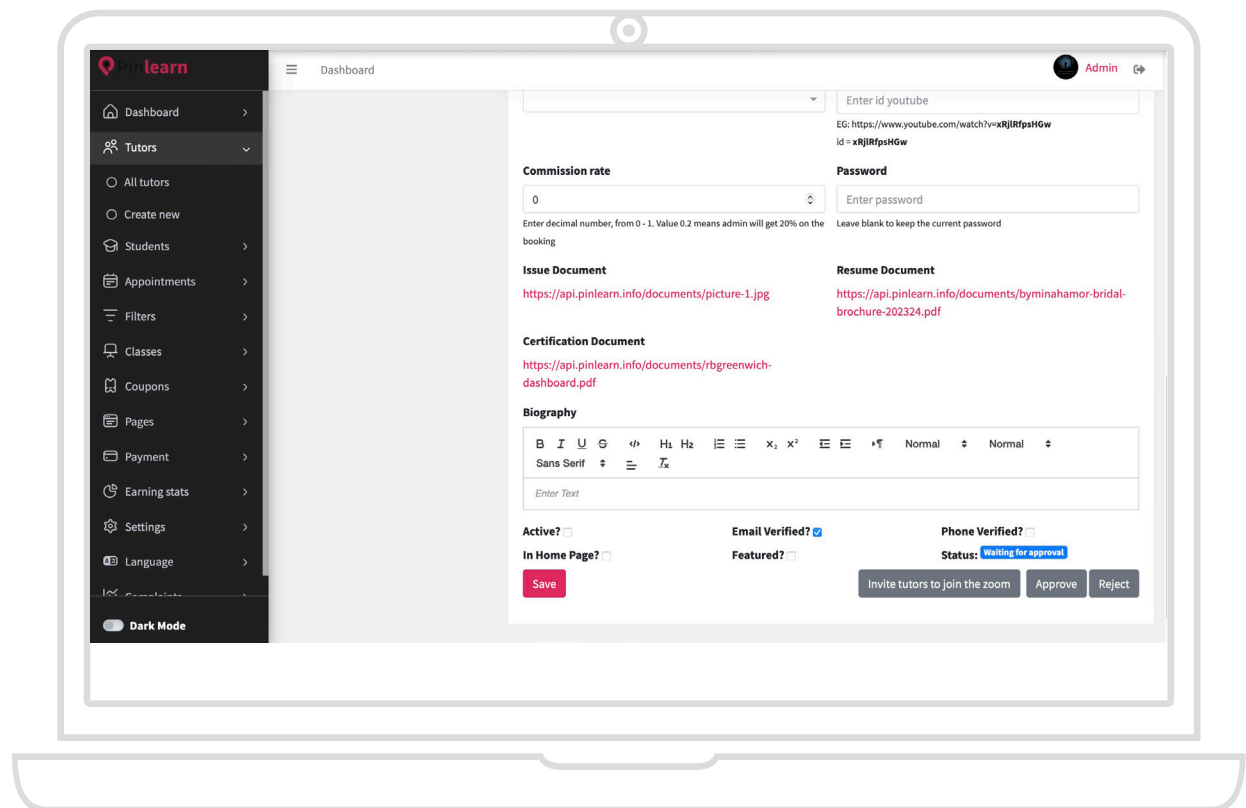 Pinlearn
Dashboard
Admin
Dashboard
Tutors
All tutors
Create new
Students
Appointments
Filters
Classes
Coupons
Pages
Payment
Earning stats
Settings
Language
Complaints
Dark Mode
Enter id youtube
EG: https://www.youtube.com/watch?v=xRjlRfpsHGw
id = xRjlRfpsHGw
Commission rate
Password
0
Enter password
Enter decimal number, from 0 - 1. Value 0.2 means admin will get 20% on the
booking
Leave blank to keep the current password
Issue Document
Resume Document
https://api.pinlearn.info/documents/picture-1.jpg
https://api.pinlearn.info/documents/byminahamor-bridal-
brochure-202324.pdf
Certification Document
https://api.pinlearn.info/documents/rbgreenwich-
dashboard.pdf
Biography
B I U S </> H1 H2 X2 X² ¶ Normal Normal
Sans Serif Tx
Enter Text
Active? Email Verified? Phone Verified?
In Home Page? Featured? Status: Waiting for approval
Save Invite tutors to join the zoom Approve Reject